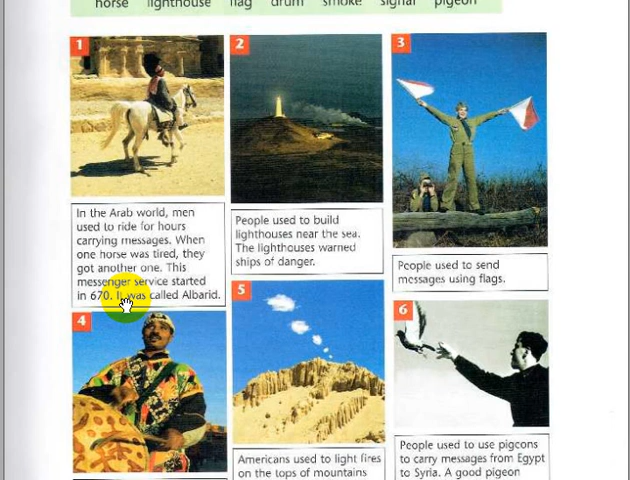 horse lighthouse flag drum smoke signal pigeon
1
In the Arab world, men
used to ride for hours
carrying messages. When
one horse was tired, they
got another one. This
messenger service started
in 670. It was called Albarid.
2
People used to build
lighthouses near the sea.
The lighthouses warned
ships of danger.
3
People used to send
messages using flags.
4
5
Americans used to light fires
on the tops of mountains
6
People used to use pigeons
to carry messages from Egypt
to Syria. A good pigeon